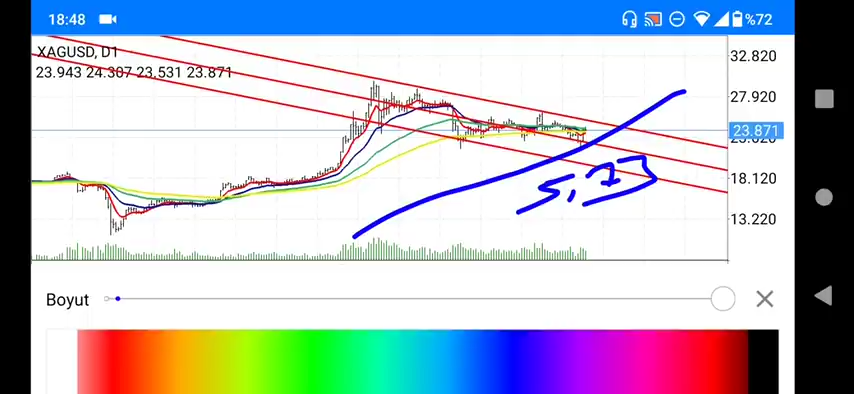 18:48
%72
XAGUSD, D1
23.943 24.307 23.531 23.871
32.820
27.920
23.871
18.120
13.220
Boyut